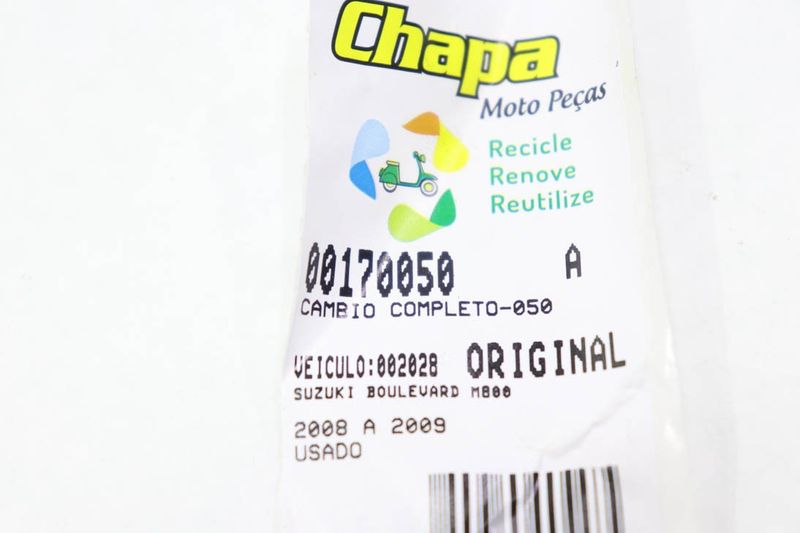 Chapa
Moto Peças
Recicle
Renove
Reutilize
00170050 A
CAMBIO COMPLETO-050
VEICULO:002028 ORIGINAL
SUZUKI BOULEVARD M800
2008 A 2009
USADO